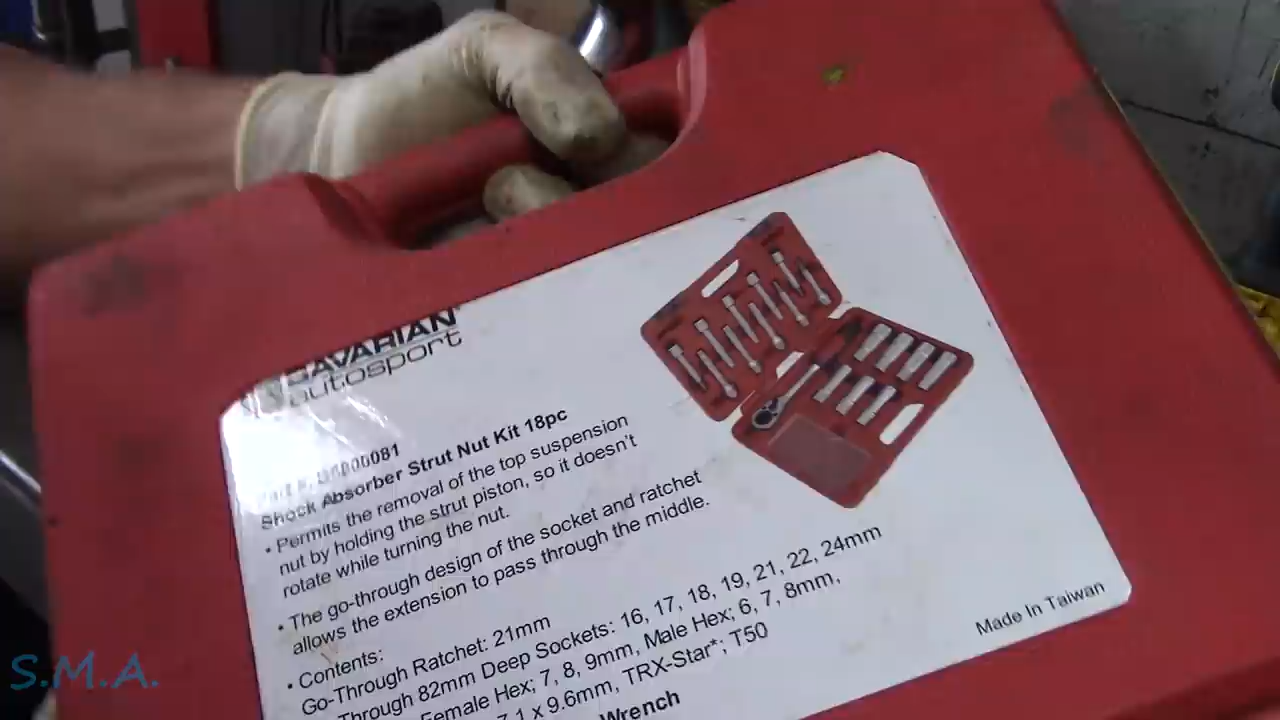 BAVARIAN
autosport
Shock Absorber Strut Nut Kit 18pc
• Permits the removal of the top suspension
nut by holding the strut piston, so it doesn't
rotate while turning the nut.
• The go-through design of the socket and ratchet
allows the extension to pass through the middle.
• Contents:
Go-Through Ratchet: 21mm
Through 82mm Deep Sockets: 16, 17, 18, 19, 21, 22, 24mm
Female Hex; 7, 8, 9mm, Male Hex; 6, 7, 8mm,
7.1 x 9.6mm, TRX-Star*; T50
Wrench
Made In Taiwan
S.M.A.